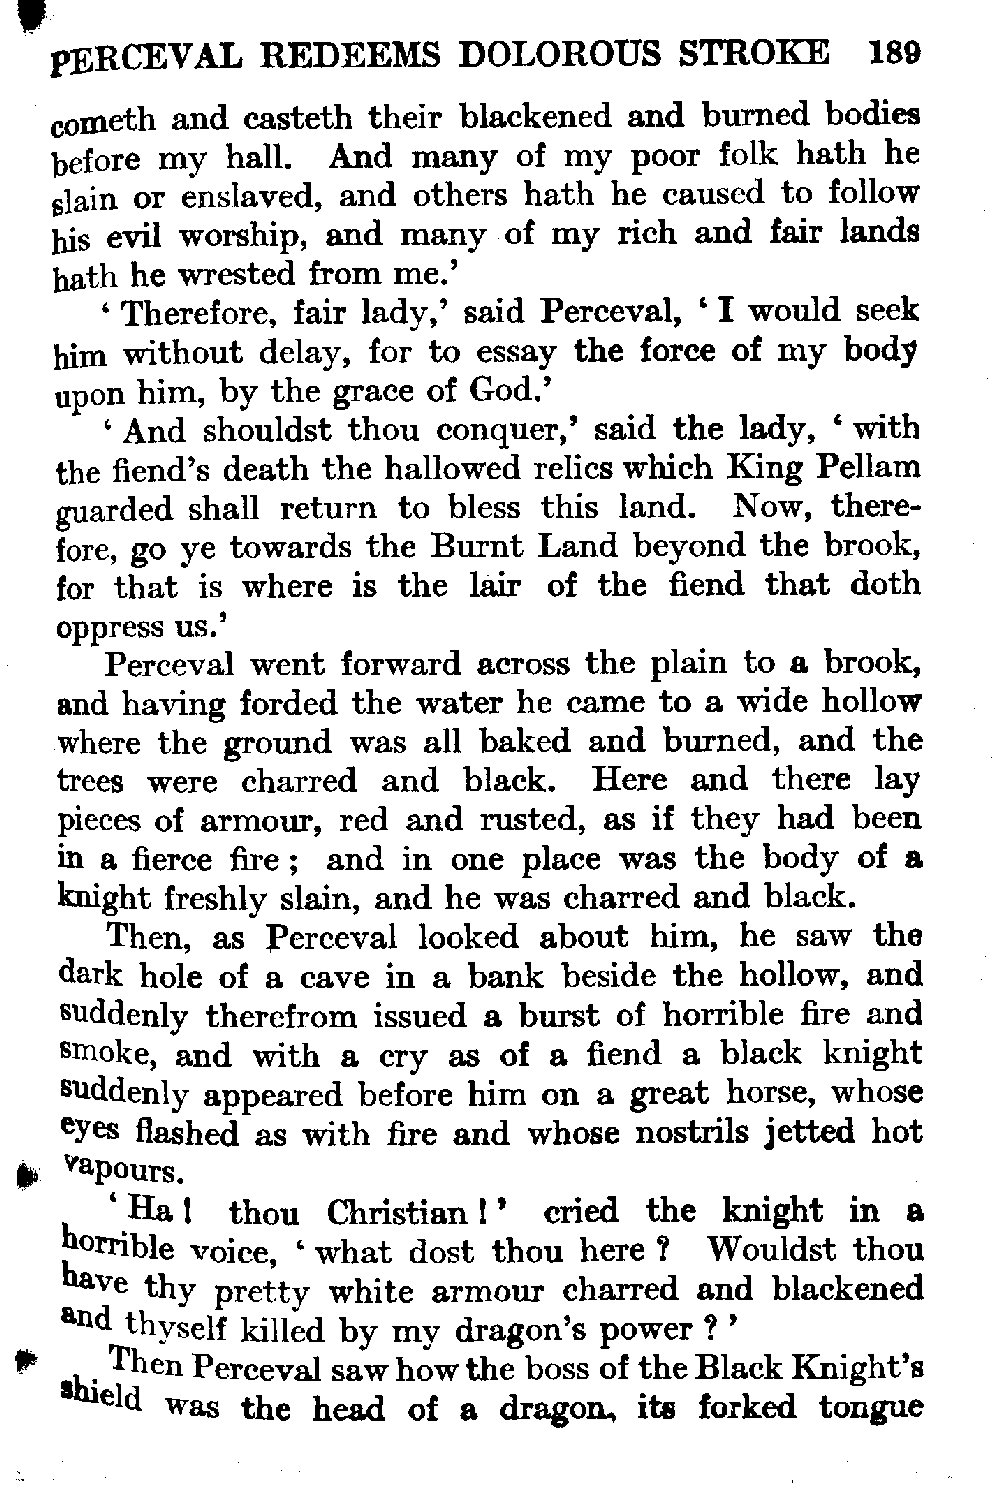 PERCEVAL REDEEMS DOLOROUS STROKE 189
cometh and casteth their blackened and burned bodies
before my hall. And many of my poor folk hath he
slain or enslaved, and others hath he caused to follow
his evil worship, and many of my rich and fair lands
hath he wrested from me.’
‘ Therefore, fair lady,’ said Perceval, ‘ I would seek
him without delay, for to essay the force of my body
upon him, by the grace of God.’
‘ And shouldst thou conquer,’ said the lady, ‘ with
the fiend's death the hallowed relics which King Pellam
guarded shall return to bless this land. Now, there-
fore, go ye towards the Burnt Land beyond the brook,
for that is where is the lair of the fiend that doth
oppress us.’
Perceval went forward across the plain to a brook,
and having forded the water he came to a wide hollow
where the ground was all baked and burned, and the
trees were charred and black. Here and there lay
pieces of armour, red and rusted, as if they had been
in a fierce fire ; and in one place was the body of a
knight freshly slain, and he was charred and black.
Then, as Perceval looked about him, he saw the
dark hole of a cave in a bank beside the hollow, and
suddenly therefrom issued a burst of horrible fire and
smoke, and with a cry as of a fiend a black knight
suddenly appeared before him on a great horse, whose
eyes flashed as with fire and whose nostrils jetted hot
vapours.
‘ Ha ! thou Christian ! ’ cried the knight in a
horrible voice, ‘ what dost thou here ? Wouldst thou
have thy pretty white armour charred and blackened
and thyself killed by my dragon's power ? ’
Then Perceval saw how the boss of the Black Knight's
shield was the head of a dragon, its forked tongue